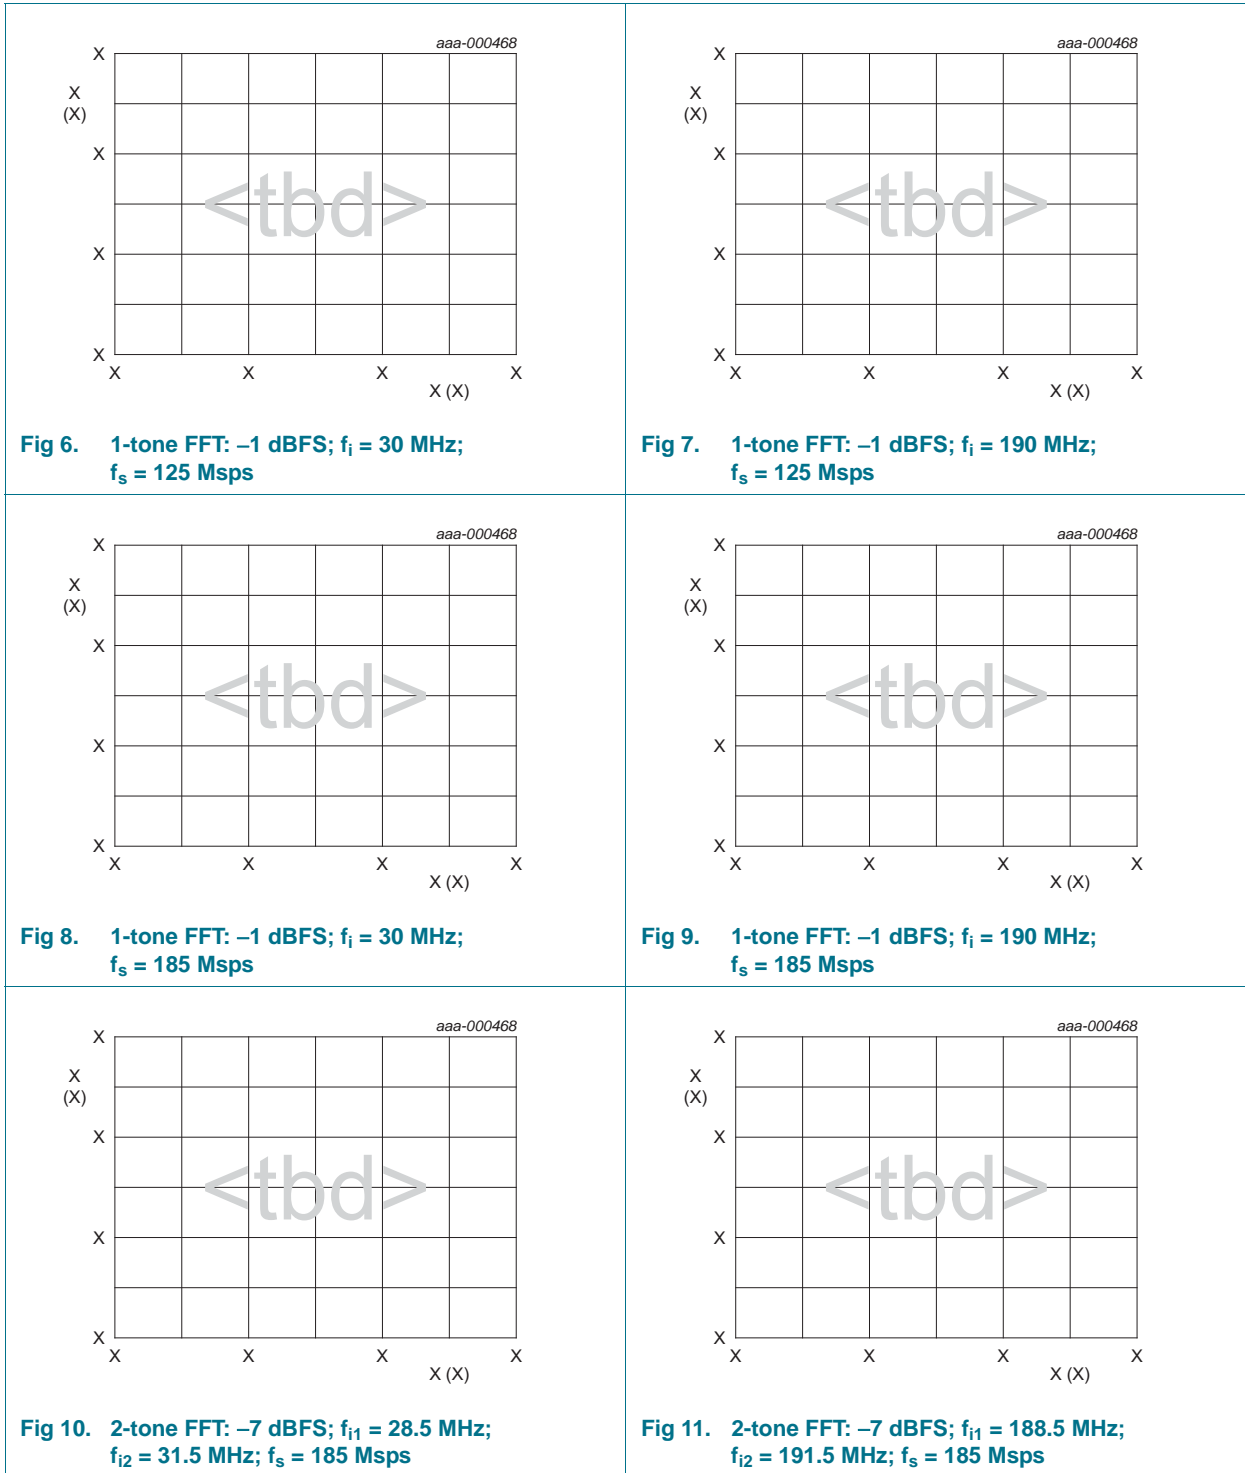 aaa-000468
X
X
(X)
X
<tbd>
X
X
X X X X
X (X)
Fig 6. 1-tone FFT: –1 dBFS; fi = 30 MHz;
fs = 125 Msps
aaa-000468
X
X
(X)
X
<tbd>
X
X
X X X X
X (X)
Fig 7. 1-tone FFT: –1 dBFS; fi = 190 MHz;
fs = 125 Msps
aaa-000468
X
X
(X)
X
<tbd>
X
X
X X X X
X (X)
Fig 8. 1-tone FFT: –1 dBFS; fi = 30 MHz;
fs = 185 Msps
aaa-000468
X
X
(X)
X
<tbd>
X
X
X X X X
X (X)
Fig 9. 1-tone FFT: –1 dBFS; fi = 190 MHz;
fs = 185 Msps
aaa-000468
X
X
(X)
X
<tbd>
X
X
X X X X
X (X)
Fig 10. 2-tone FFT: –7 dBFS; fi1 = 28.5 MHz;
fi2 = 31.5 MHz; fs = 185 Msps
aaa-000468
X
X
(X)
X
<tbd>
X
X
X X X X
X (X)
Fig 11. 2-tone FFT: –7 dBFS; fi1 = 188.5 MHz;
fi2 = 191.5 MHz; fs = 185 Msps